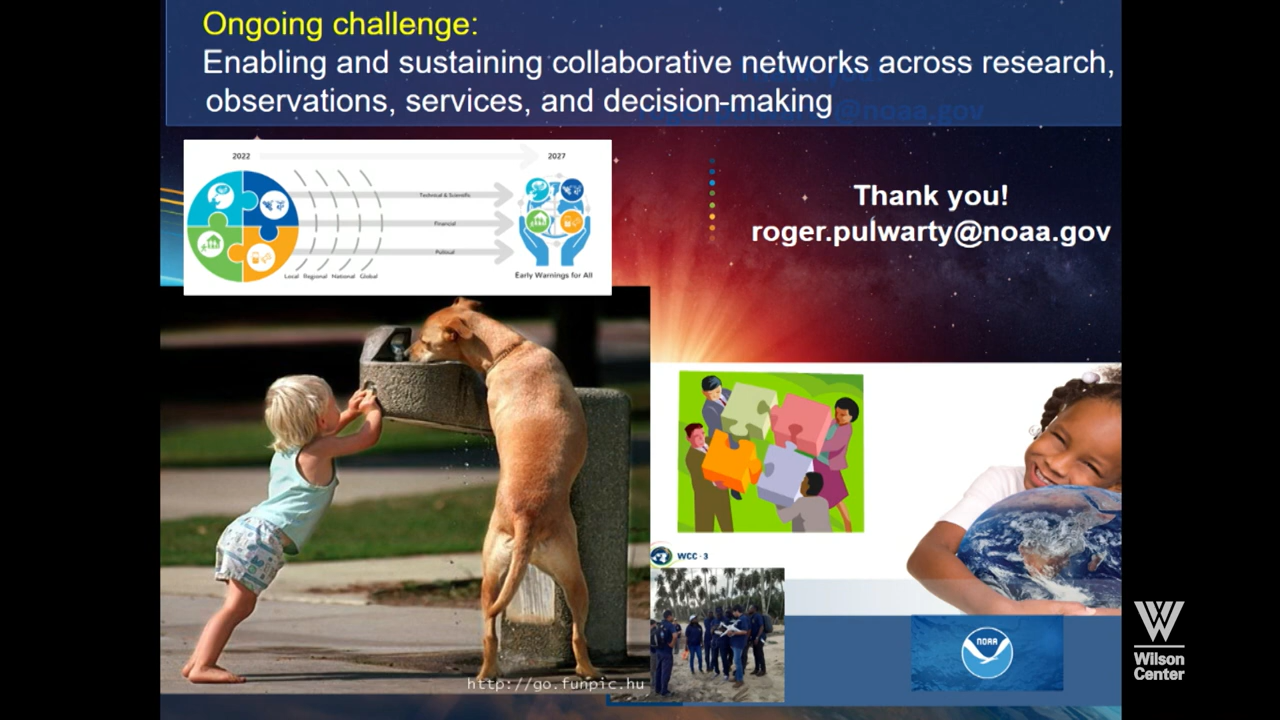 Ongoing challenge:
Enabling and sustaining collaborative networks across research,
observations, services, and decision-making
2022
2027
Technical & Scientific
Financial
Political
Local Regional National Global
Early Warnings for All
Thank you!
roger.pulwarty@noaa.gov
WCC-3
http://go.funpic.hu
NOAA
Wilson
Center